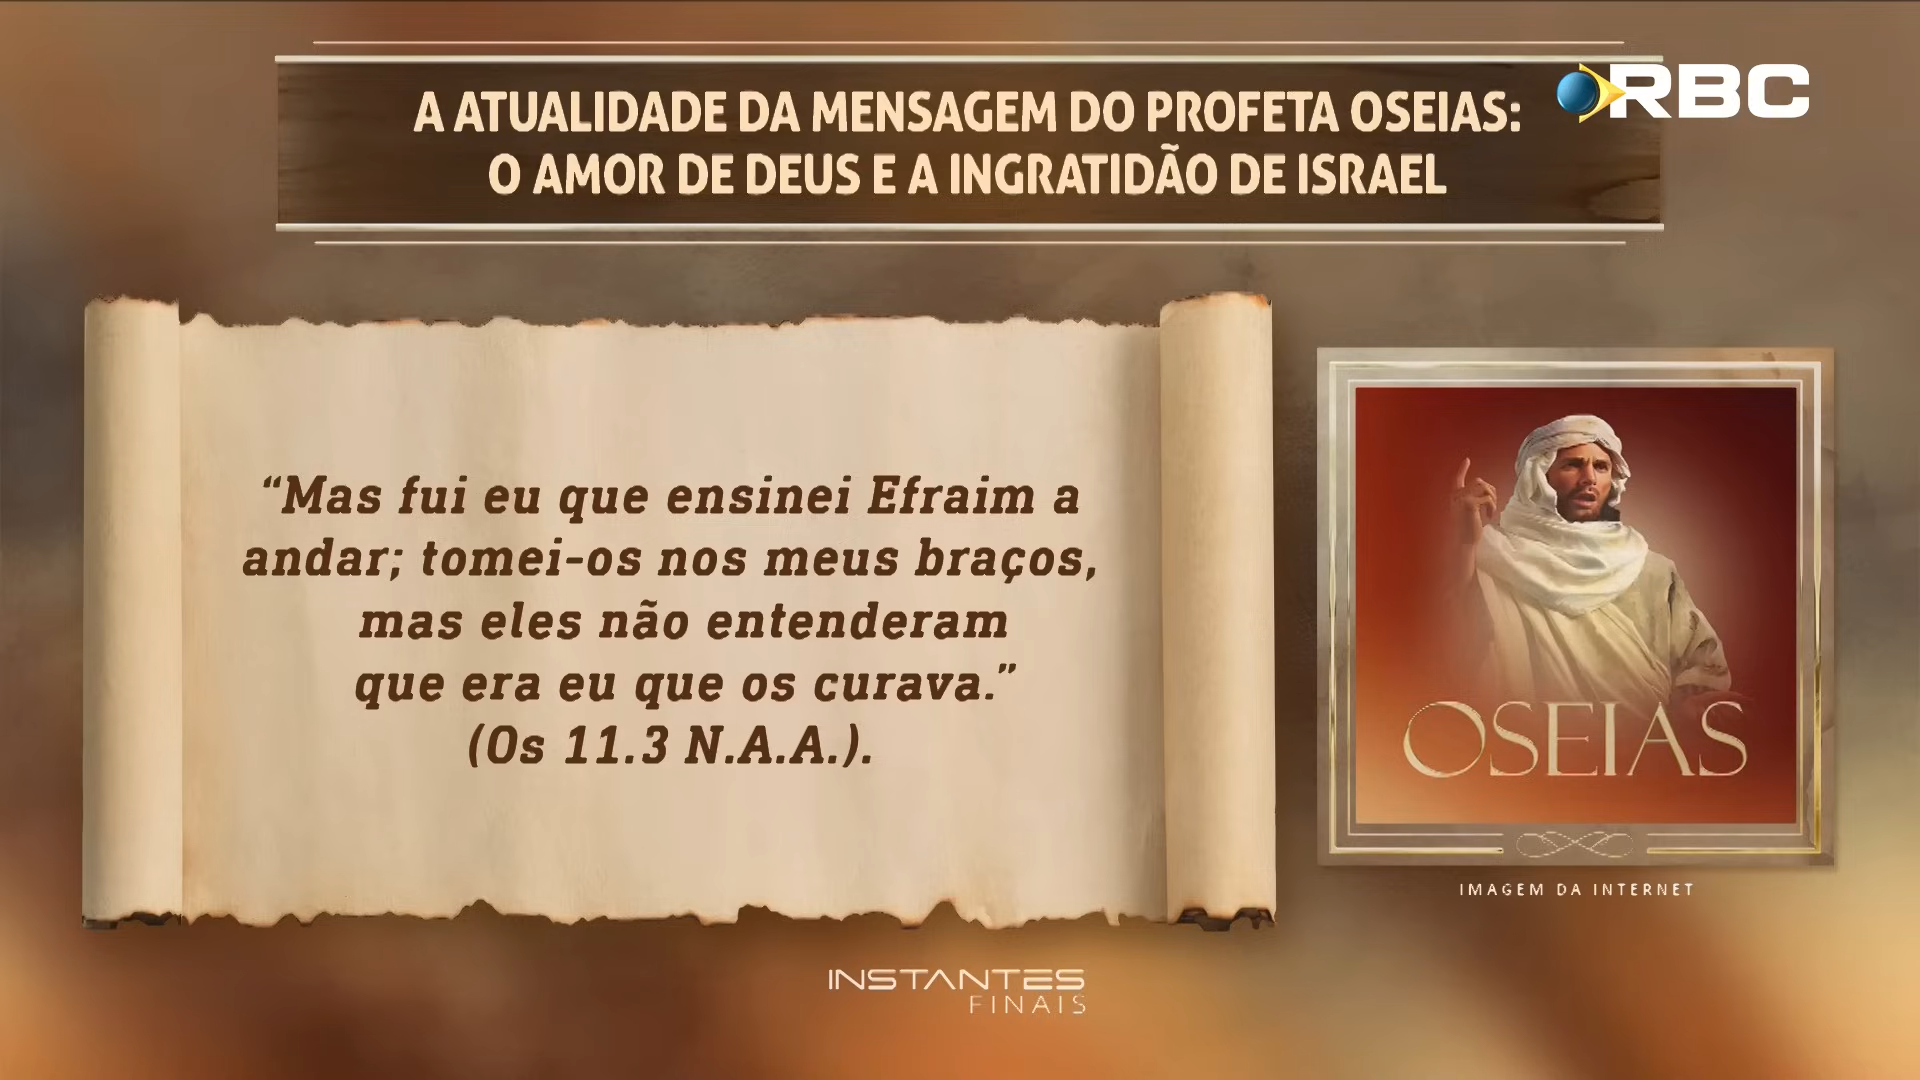 A ATUALIDADE DA MENSAGEM DO PROFETA OSEIAS:
O AMOR DE DEUS E A INGRATIDÃO DE ISRAEL
RBC
“Mas fui eu que ensinei Efraim a
andar; tomei-os nos meus braços,
mas eles não entenderam
que era eu que os curava.”
(Os 11.3 N.A.A.).
OSEIAS
IMAGEM DA INTERNET
INSTANTES
FINAIS